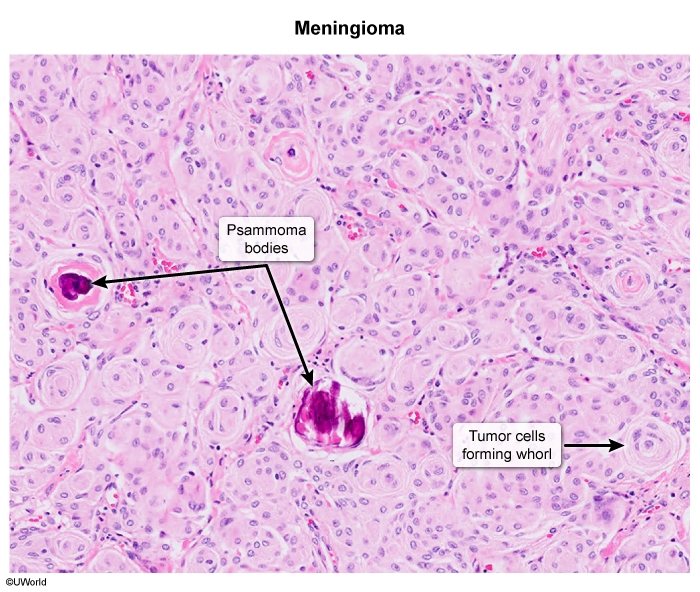 Meningioma
Psammoma
bodies
Tumor cells
forming whorl
©UWorld